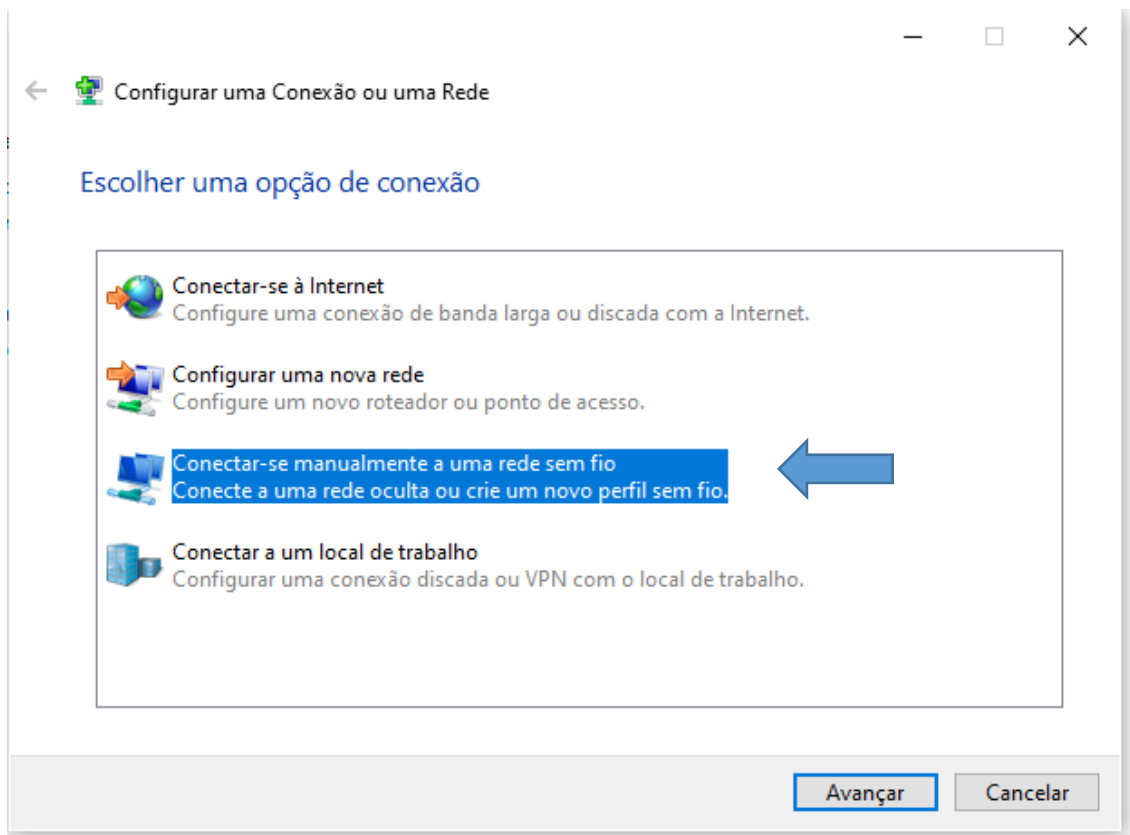 Configurar uma Conexão ou uma Rede
Escolher uma opção de conexão
Conectar-se à Internet
Configure uma conexão de banda larga ou discada com a Internet.
Configurar uma nova rede
Configure um novo roteador ou ponto de acesso.
Conectar-se manualmente a uma rede sem fio
Conecte a uma rede oculta ou crie um novo perfil sem fio.
Conectar a um local de trabalho
Configurar uma conexão discada ou VPN com o local de trabalho.
Avançar
Cancelar